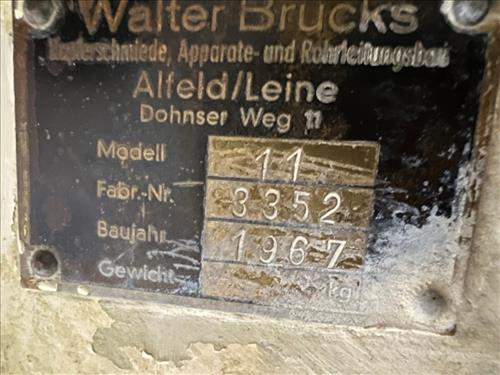 Walter Brucks
Kupferschmiede, Apparate- und Rohrleitungsbau
Alfeld/Leine
Dohnser Weg 11
Modell 11
Fabr. Nr. 3352
Baujahr 1967
Gewicht kg